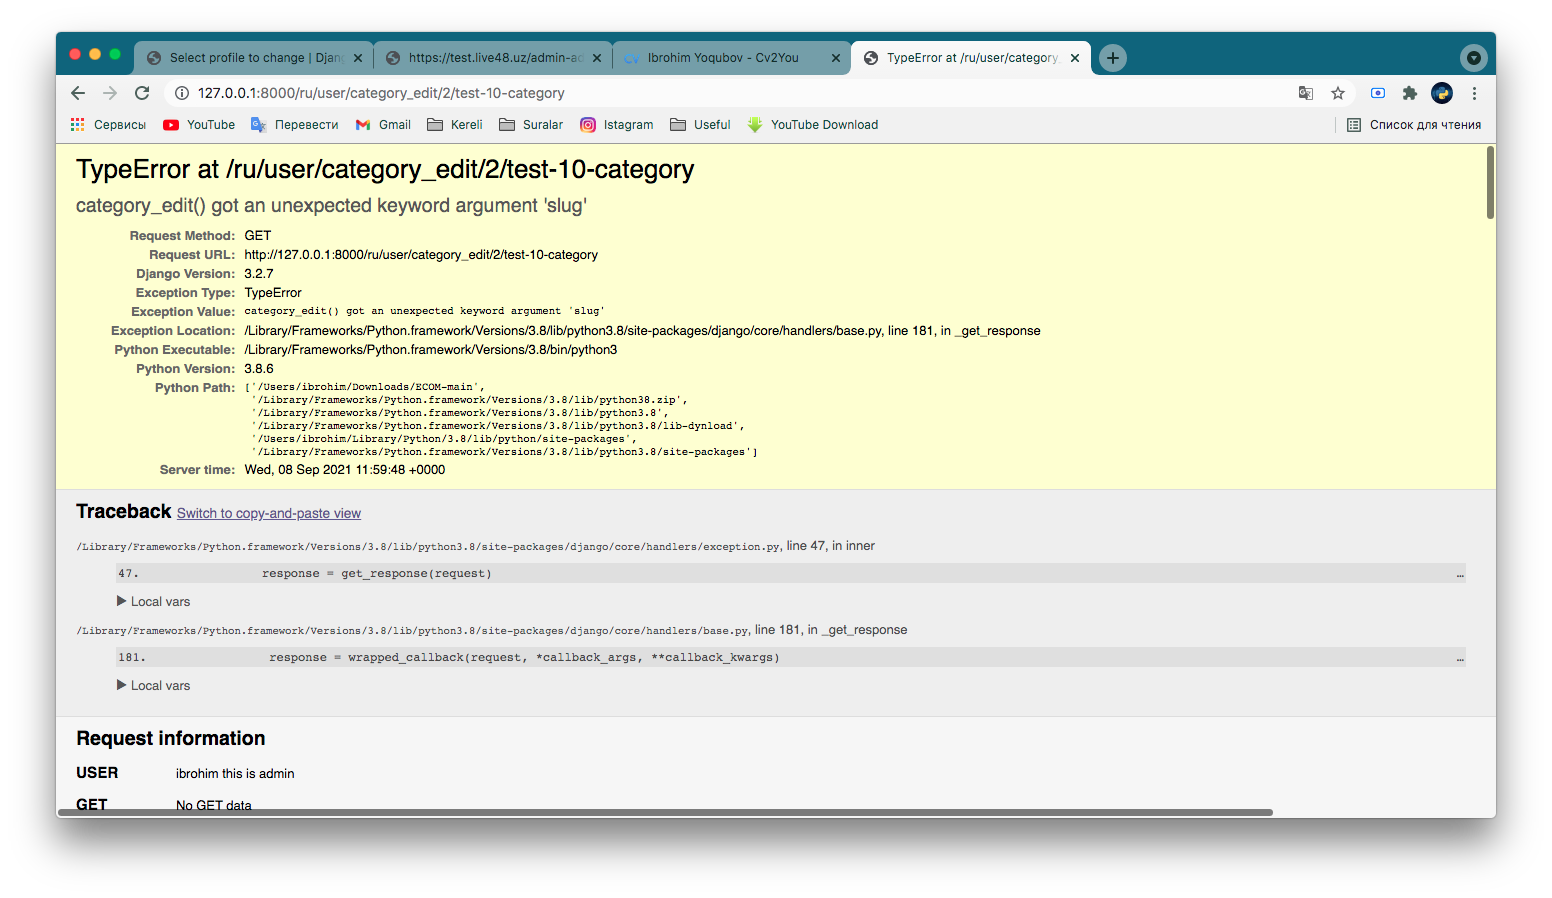 Select profile to change | Djan
https://test.live48.uz/admin-ad
CV Ibrohim Yoqubov - Cv2You
TypeError at /ru/user/category_
127.0.0.1:8000/ru/user/category_edit/2/test-10-category
Сервисы YouTube Перевести Gmail Kereli Suralar Istagram Useful YouTube Download Список для чтения
TypeError at /ru/user/category_edit/2/test-10-category
category_edit() got an unexpected keyword argument 'slug'
Request Method: GET
Request URL: http://127.0.0.1:8000/ru/user/category_edit/2/test-10-category
Django Version: 3.2.7
Exception Type: TypeError
Exception Value: category_edit() got an unexpected keyword argument 'slug'
Exception Location: /Library/Frameworks/Python.framework/Versions/3.8/lib/python3.8/site-packages/django/core/handlers/base.py, line 181, in _get_response
Python Executable: /Library/Frameworks/Python.framework/Versions/3.8/bin/python3
Python Version: 3.8.6
Python Path: ['/Users/ibrohim/Downloads/ECOM-main',
'/Library/Frameworks/Python.framework/Versions/3.8/lib/python38.zip',
'/Library/Frameworks/Python.framework/Versions/3.8/lib/python3.8',
'/Library/Frameworks/Python.framework/Versions/3.8/lib/python3.8/lib-dynload',
'/Users/ibrohim/Library/Python/3.8/lib/python/site-packages',
'/Library/Frameworks/Python.framework/Versions/3.8/lib/python3.8/site-packages']
Server time: Wed, 08 Sep 2021 11:59:48 +0000
Traceback Switch to copy-and-paste view
/Library/Frameworks/Python.framework/Versions/3.8/lib/python3.8/site-packages/django/core/handlers/exception.py, line 47, in inner
47. response = get_response(request) …
▶ Local vars
/Library/Frameworks/Python.framework/Versions/3.8/lib/python3.8/site-packages/django/core/handlers/base.py, line 181, in _get_response
181. response = wrapped_callback(request, *callback_args, **callback_kwargs) …
▶ Local vars
Request information
USER ibrohim this is admin
GET No GET data